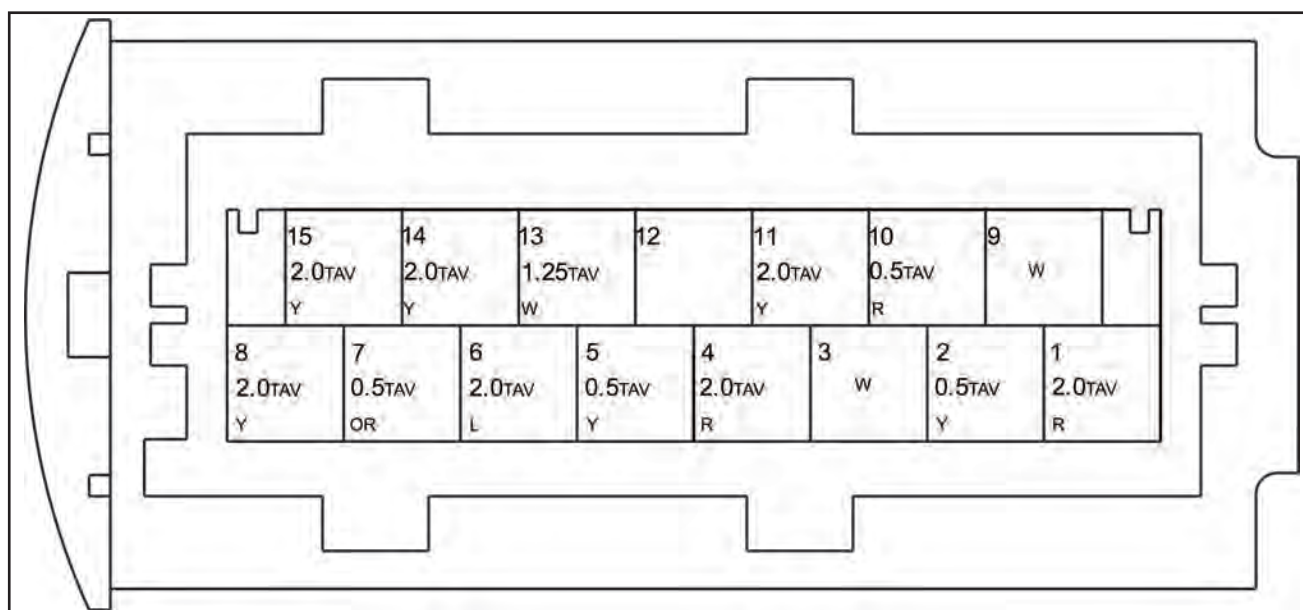 15 14 13 12 11 10 9
2.0TAV 2.0TAV 1.25TAV 2.0TAV 0.5TAV W
Y Y W Y R
8 7 6 5 4 3 2 1
2.0TAV 0.5TAV 2.0TAV 0.5TAV 2.0TAV W 0.5TAV 2.0TAV
Y OR L Y R Y R